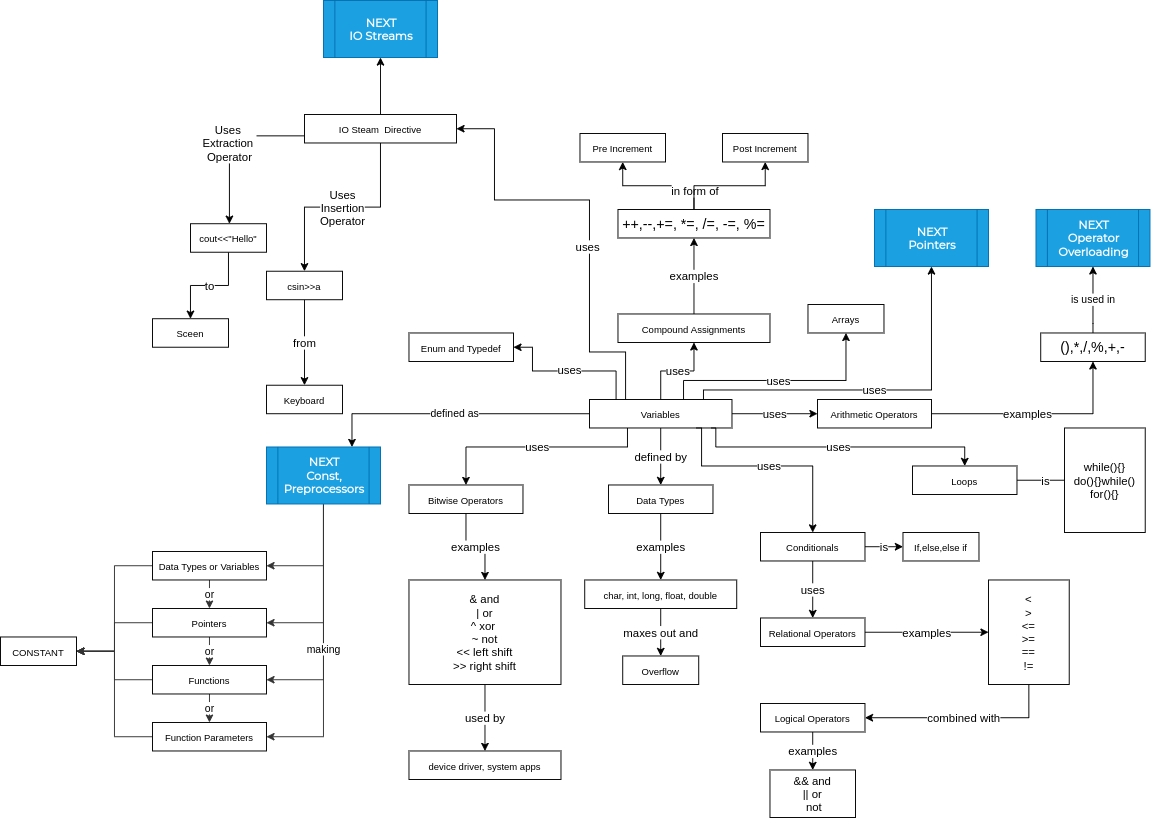 NEXT
IO Streams
IO Steam  Directive
Uses
Extraction
Operator
Uses
Insertion
Operator
cout<<"Hello"
to
Sceen
csin>>a
from
Keyboard
Pre Increment
Post Increment
in form of
++,--,+=, *=, /=, -=, %=
examples
Compound Assignments
uses
NEXT
Pointers
NEXT
Operator
Overloading
is used in
(),*,/,%,+,-
Arrays
Enum and Typedef
uses
uses
uses
uses
defined as
Variables
uses
Arithmetic Operators
examples
NEXT
Const,
Preprocessors
uses
defined by
uses
uses
Bitwise Operators
Data Types
Loops
is
while(){}
do(){}while()
for(){}
examples
examples
Conditionals
is
If,else,else if
Data Types or Variables
or
Pointers
or
Functions
or
Function Parameters
making
CONSTANT
& and
| or
^ xor
~ not
<< left shift
>> right shift
used by
device driver, system apps
char, int, long, float, double
maxes out and
Overflow
uses
Relational Operators
examples
<
>
<=
>=
==
!=
combined with
Logical Operators
examples
&& and
|| or
not